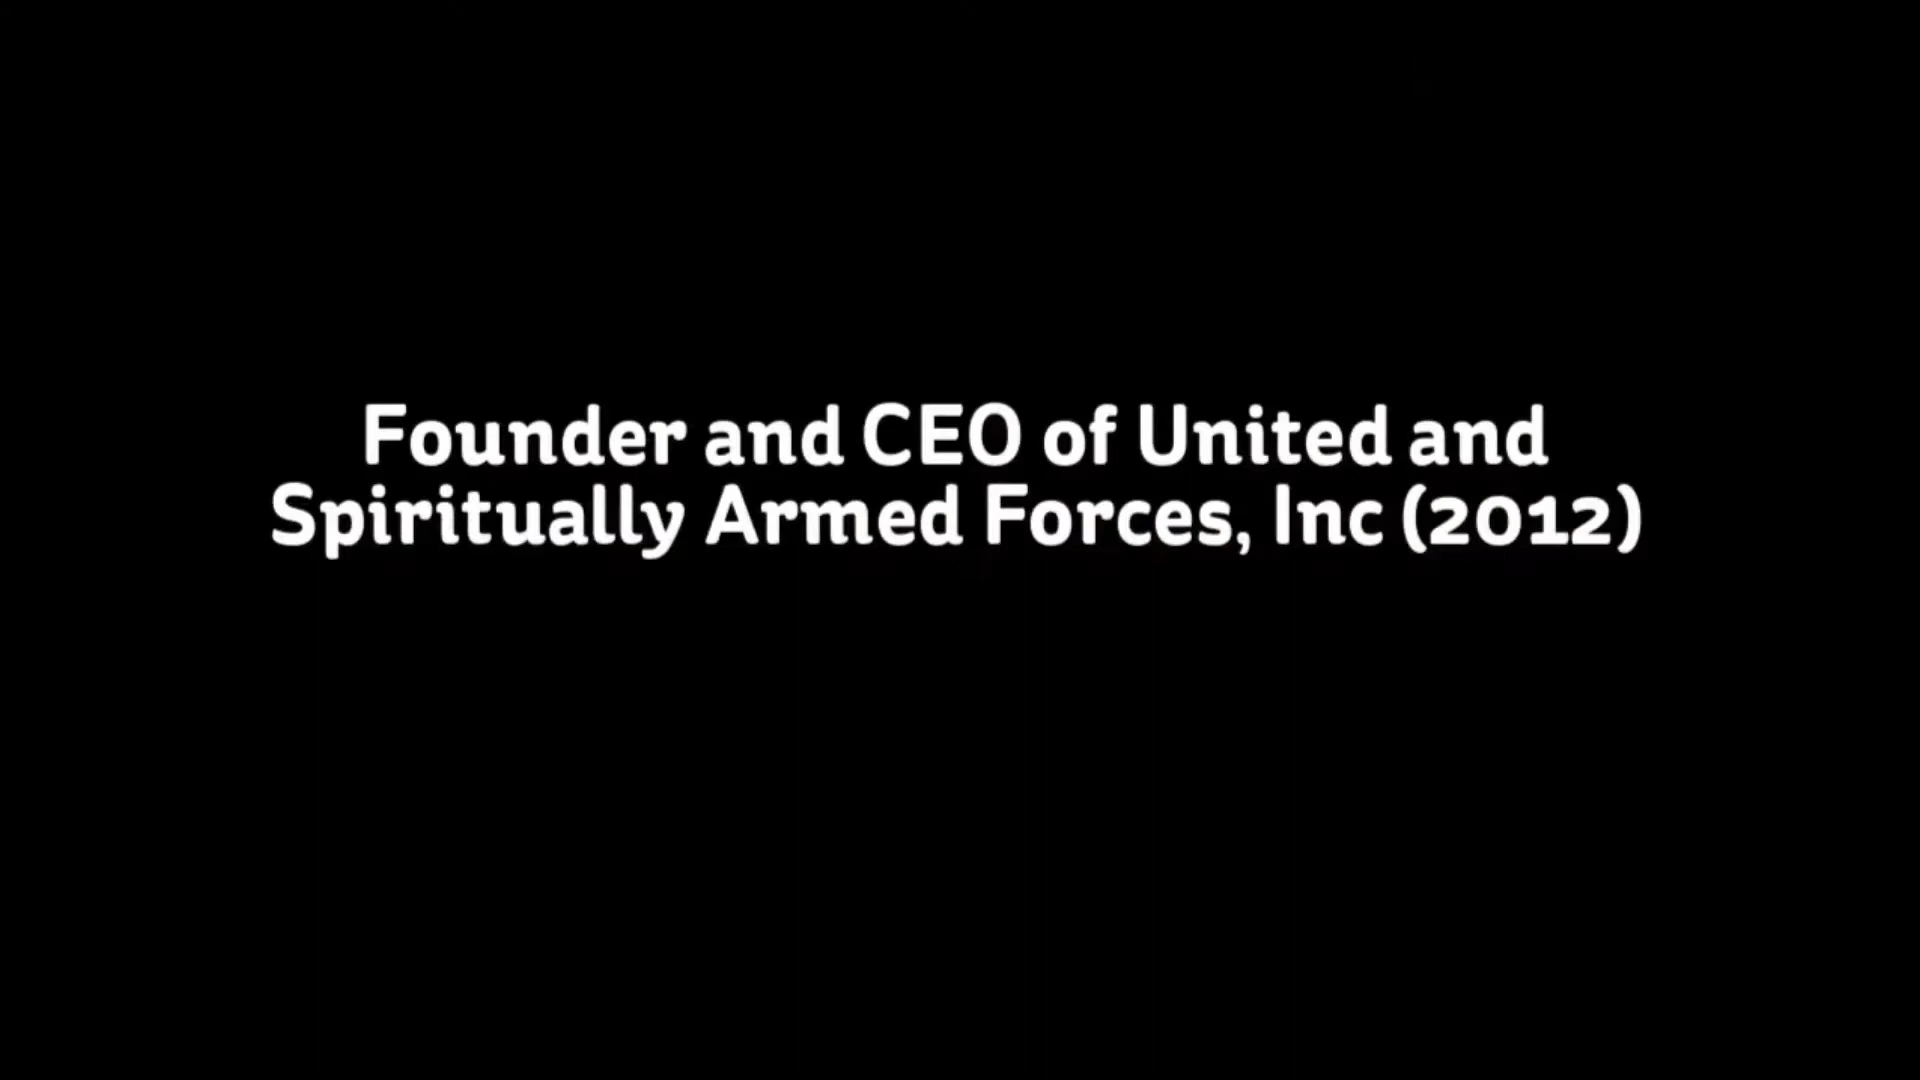 Founder and CEO of United and
Spiritually Armed Forces, Inc (2012)